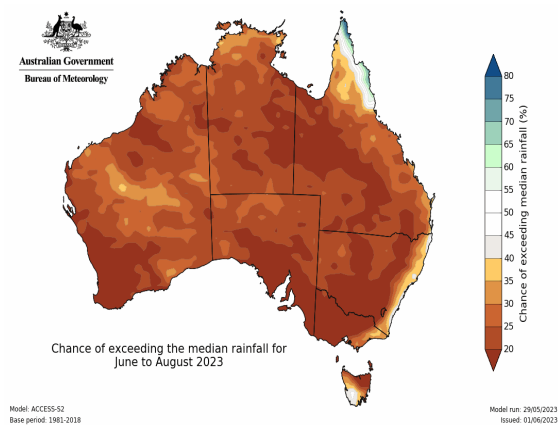 Australian Government
Bureau of Meteorology
80
75
70
65
60
55
50
45
40
35
30
25
20
Chance of exceeding median rainfall (%)
Chance of exceeding the median rainfall for
June to August 2023
Model: ACCESS-S2
Base period: 1981-2018
Model run: 29/05/2023
Issued: 01/06/2023